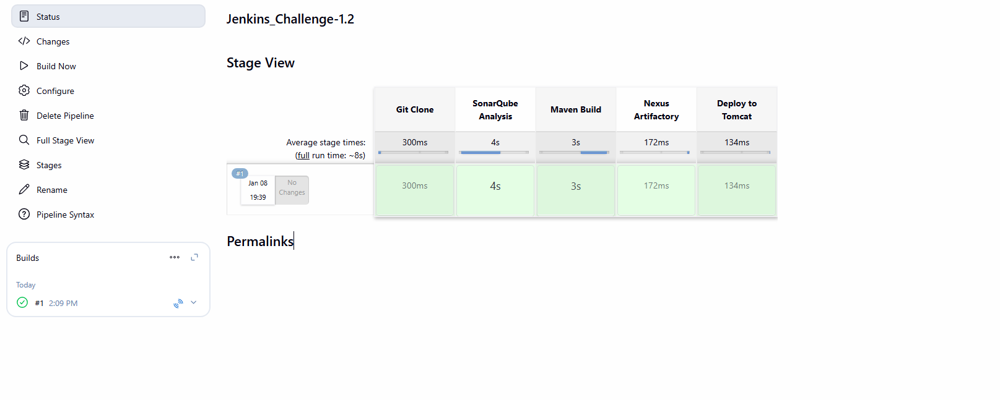 Status
Changes
Build Now
Configure
Delete Pipeline
Full Stage View
Stages
Rename
Pipeline Syntax
Builds
Today
#1 2:09 PM
Jenkins_Challenge-1.2
Stage View
Git Clone
SonarQube
Analysis
Maven Build
Nexus
Artifactory
Deploy to
Tomcat
Average stage times:
(full run time: ~8s)
300ms
4s
3s
172ms
134ms
#1
Jan 08
19:39
No
Changes
300ms
4s
3s
172ms
134ms
Permalinks